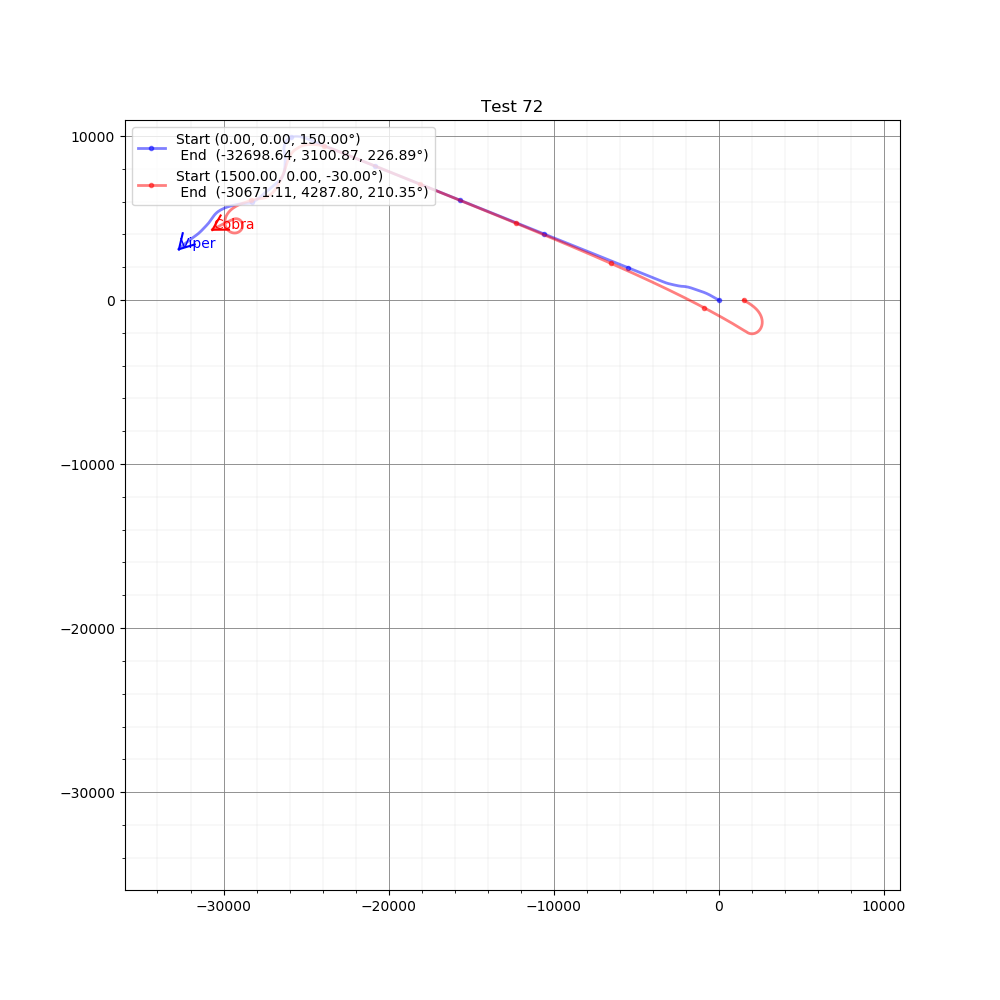 Test 72
Start (0.00, 0.00, 150.00°)
End (-32698.64, 3100.87, 226.89°)
Start (1500.00, 0.00, -30.00°)
End (-30671.11, 4287.80, 210.35°)
Cobra
Viper
10000
0
−10000
−20000
−30000
−30000
−20000
−10000
0
10000